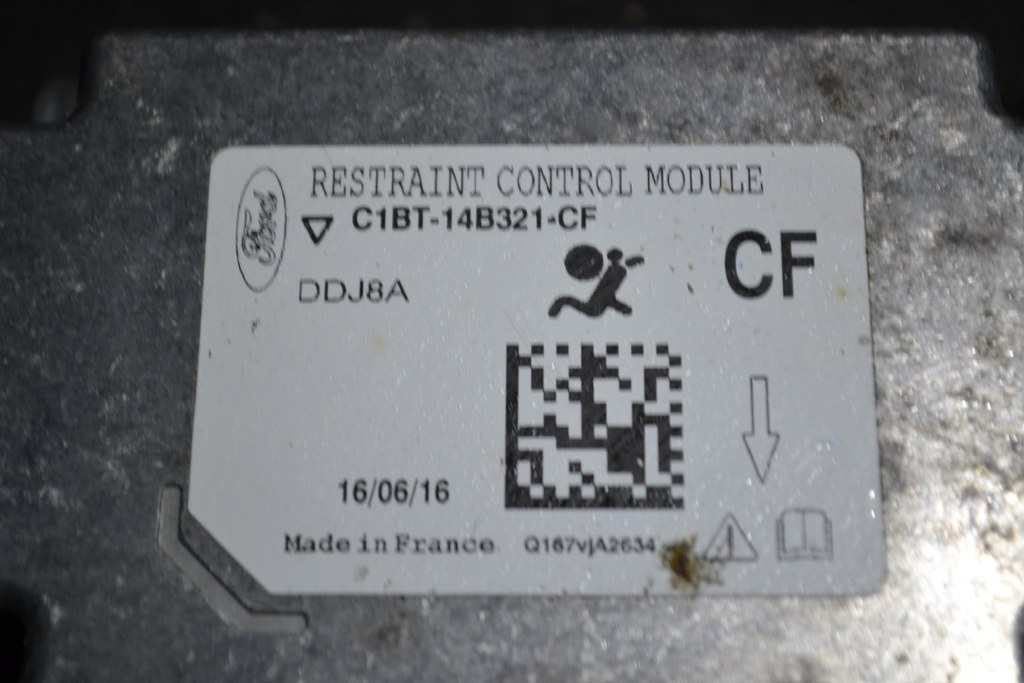 Ford
RESTRAINT CONTROL MODULE
C1BT-14B321-CF
CF
DDJ8A
16/06/16
Made in France Q167vjA2634